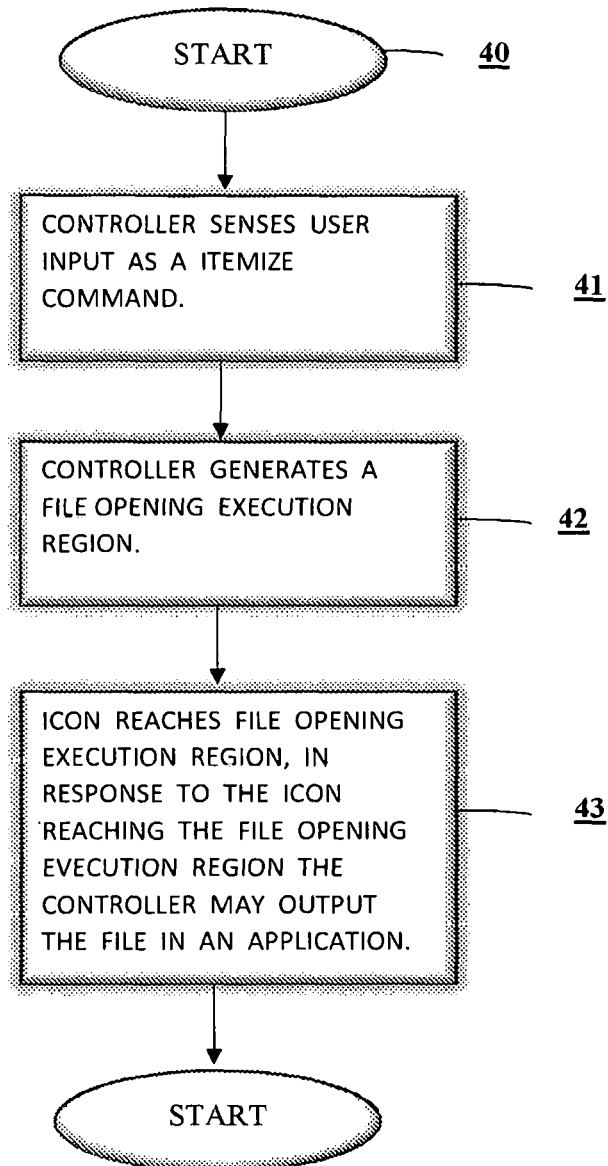 START
40
CONTROLLER SENSES USER
INPUT AS A ITEMIZE
COMMAND.
41
CONTROLLER GENERATES A
FILE OPENING EXECUTION
REGION.
42
ICON REACHES FILE OPENING
EXECUTION REGION, IN
RESPONSE TO THE ICON
REACHING THE FILE OPENING
EVECUTION REGION THE
CONTROLLER MAY OUTPUT
THE FILE IN AN APPLICATION.
43
START